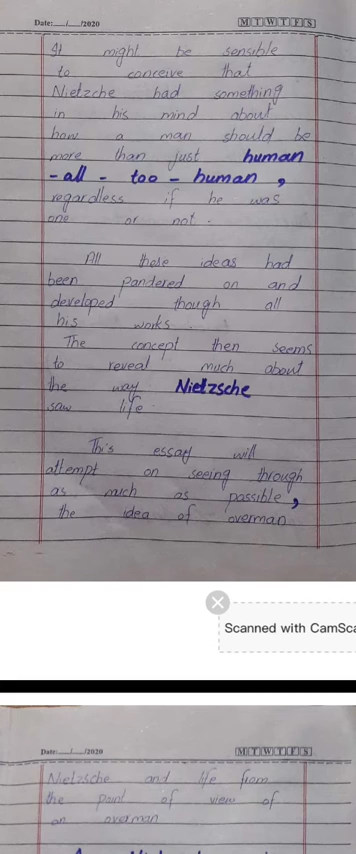 Date:___/___/2020 M T W T F S
It might be sensible
to conceive that
Nietzche had something
in his mind about
how a man should be
more than just human
-all - too - human ,
regardless if he was
one or not .
All these ideas had
been pandered on and
developed though all
his works .
The concept then seems
to reveal much about
the way Nietzsche
saw life .
This essay will
attempt on seeing through
as much as possible ,
the idea of overman
Scanned with CamSca
Date:___/___/2020 M T W T F S
Nietzsche and life from
the point of view of
an overman